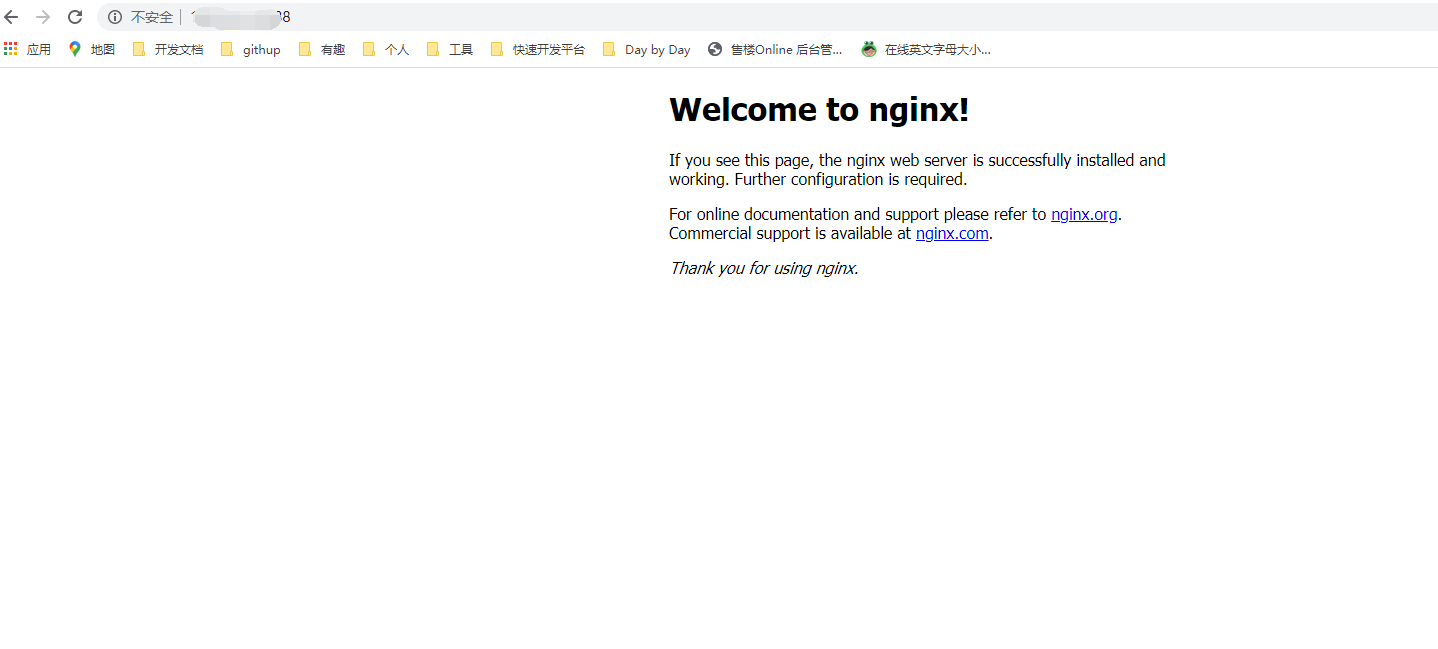 不安全
应用 地图 开发文档 githup 有趣 个人 工具 快速开发平台 Day by Day 售楼Online 后台管... 在线英文字母大小...
Welcome to nginx!
If you see this page, the nginx web server is successfully installed and
working. Further configuration is required.
For online documentation and support please refer to nginx.org.
Commercial support is available at nginx.com.
Thank you for using nginx.